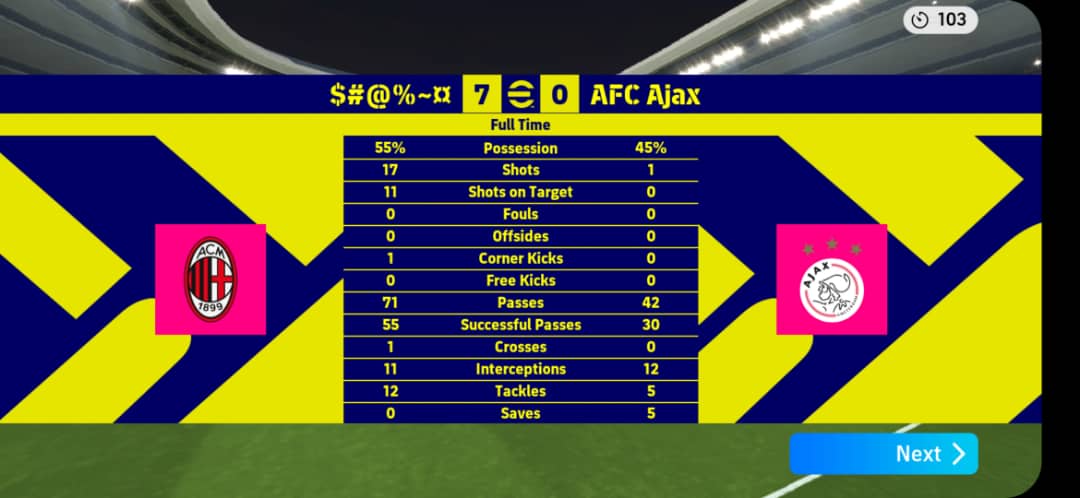 103
$#@%~¤ 7 0 AFC Ajax
Full Time
55% Possession 45%
17 Shots 1
11 Shots on Target 0
0 Fouls 0
0 Offsides 0
1 Corner Kicks 0
0 Free Kicks 0
71 Passes 42
55 Successful Passes 30
1 Crosses 0
11 Interceptions 12
12 Tackles 5
0 Saves 5
ACM
1899
AJAX
Next